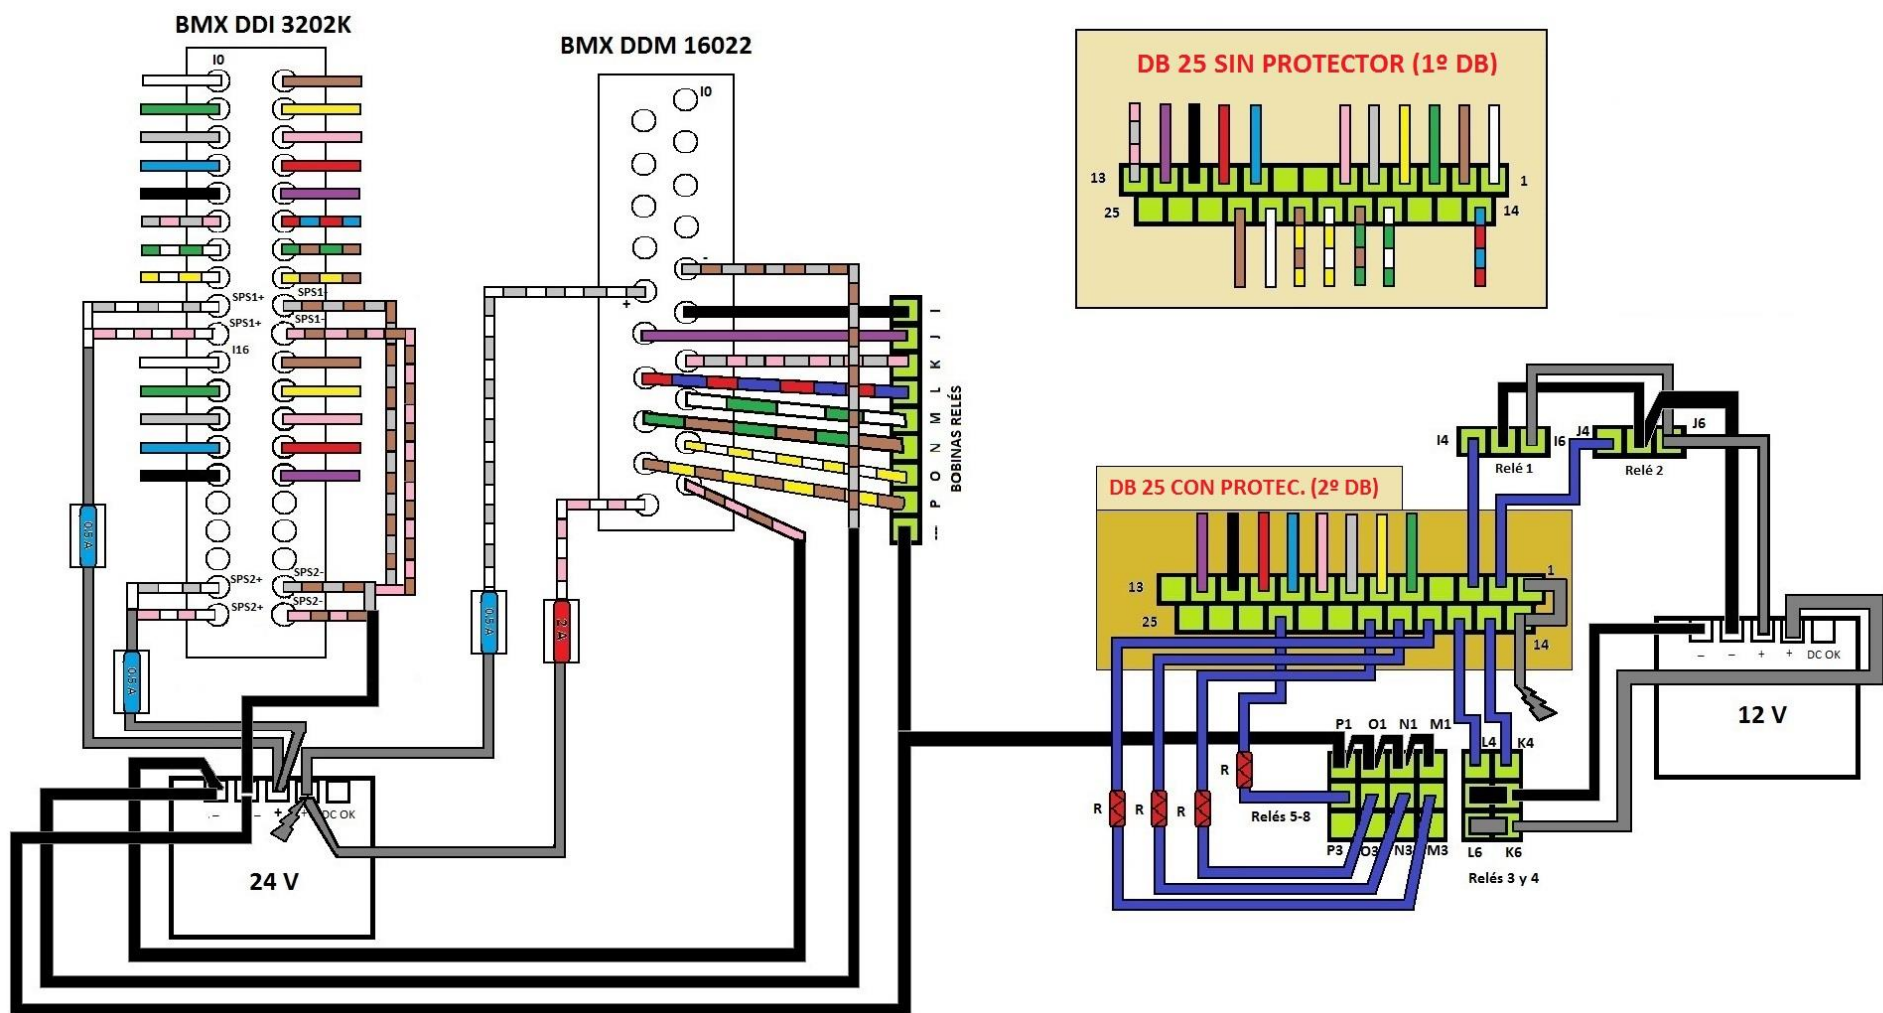 BMX DDI 3202K
I0
SPS1+
SPS1-
SPS1+
SPS1-
I16
SPS2+
SPS2-
SPS2+
SPS2-
0,5 A
0,5 A
BMX DDM 16022
I0
-
+
0,5 A
2 A
I
J
K
L
M
N
O
P
---
BOBINAS RELÉS
- - + + DC OK
24 V
DB 25 SIN PROTECTOR (1º DB)
13
1
25
14
I4
I6
J4
J6
Relé 1
Relé 2
DB 25 CON PROTEC. (2º DB)
13
1
25
14
R
R
R
R
P1 O1 N1 M1
Relés 5-8
P3 O3 N3 M3
L4 K4
L6 K6
Relés 3 y 4
- - + + DC OK
12 V